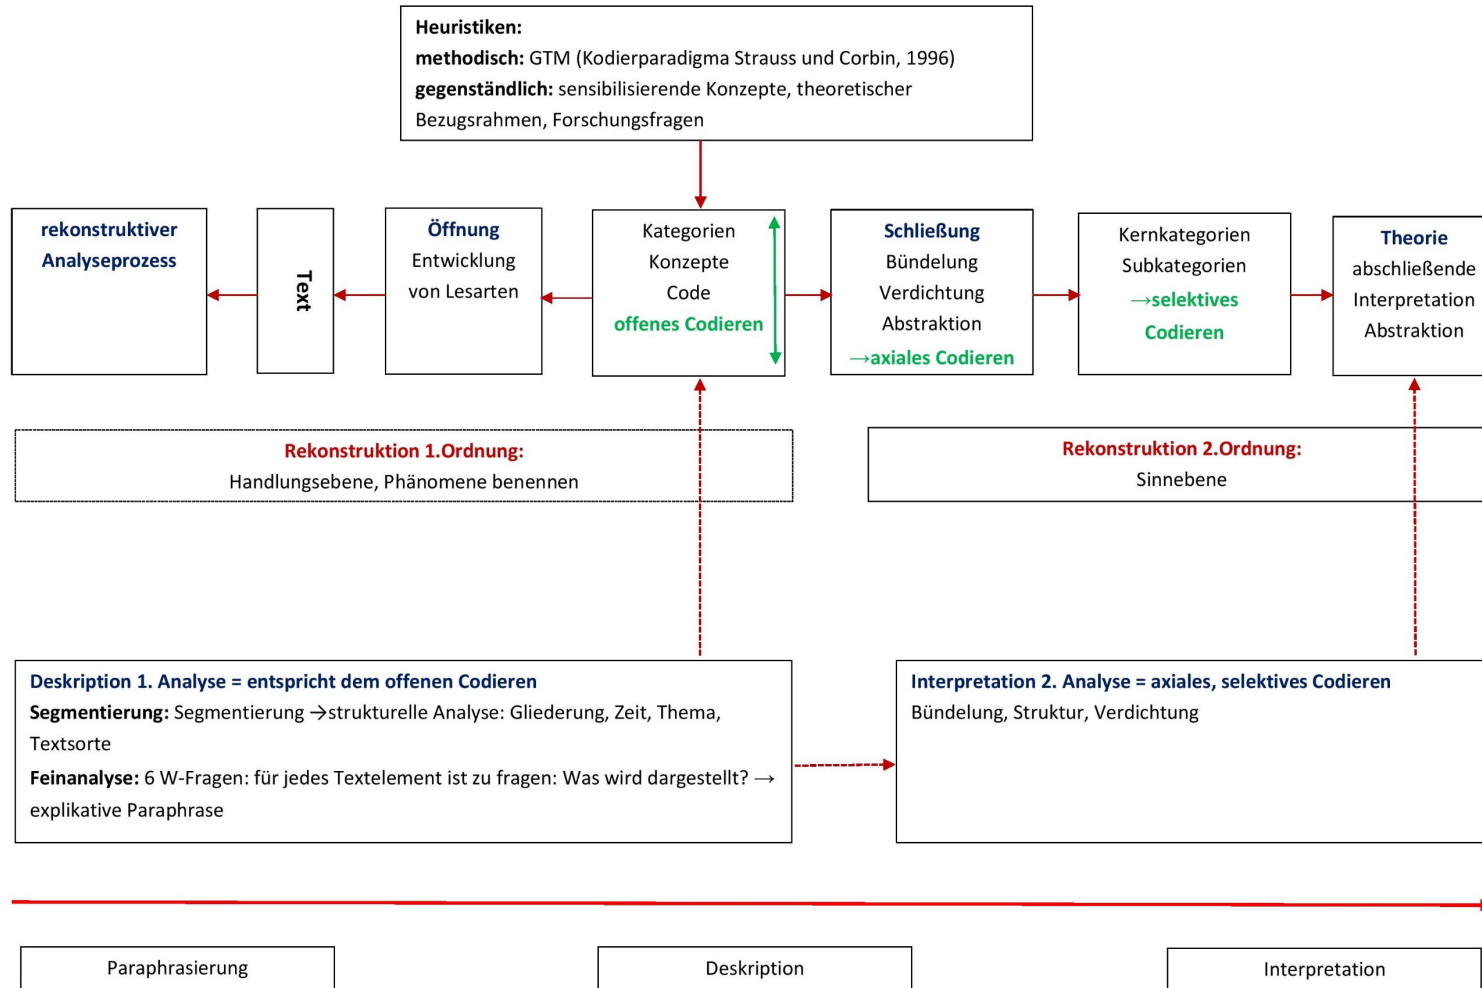 Heuristiken:
methodisch: GTM (Kodierparadigma Strauss und Corbin, 1996)
gegenständlich: sensibilisierende Konzepte, theoretischer
Bezugsrahmen, Forschungsfragen
rekonstruktiver
Analyseprozess
Text
Öffnung
Entwicklung
von Lesarten
Kategorien
Konzepte
Code
offenes Codieren
Schließung
Bündelung
Verdichtung
Abstraktion
→axiales Codieren
Kernkategorien
Subkategorien
→selektives
Codieren
Theorie
abschließende
Interpretation
Abstraktion
Rekonstruktion 1.Ordnung:
Handlungsebene, Phänomene benennen
Rekonstruktion 2.Ordnung:
Sinnebene
Deskription 1. Analyse = entspricht dem offenen Codieren
Segmentierung: Segmentierung →strukturelle Analyse: Gliederung, Zeit, Thema,
Textsorte
Feinanalyse: 6 W-Fragen: für jedes Textelement ist zu fragen: Was wird dargestellt? →
explikative Paraphrase
Interpretation 2. Analyse = axiales, selektives Codieren
Bündelung, Struktur, Verdichtung
Paraphrasierung
Deskription
Interpretation